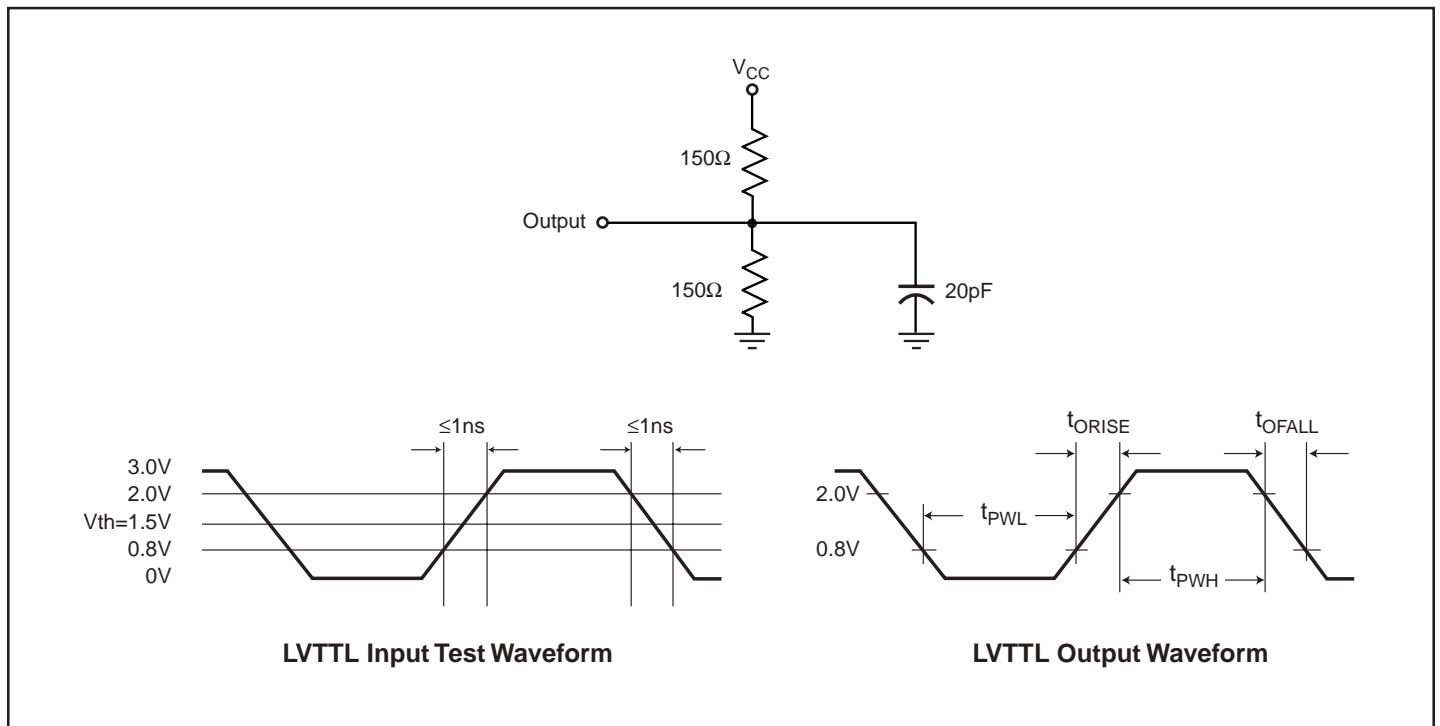 VCC
150Ω
Output
150Ω
20pF
≤1ns
≤1ns
3.0V
2.0V
Vth=1.5V
0.8V
0V
LVTTL Input Test Waveform
tORISE
tOFALL
2.0V
tPWL
0.8V
tPWH
LVTTL Output Waveform